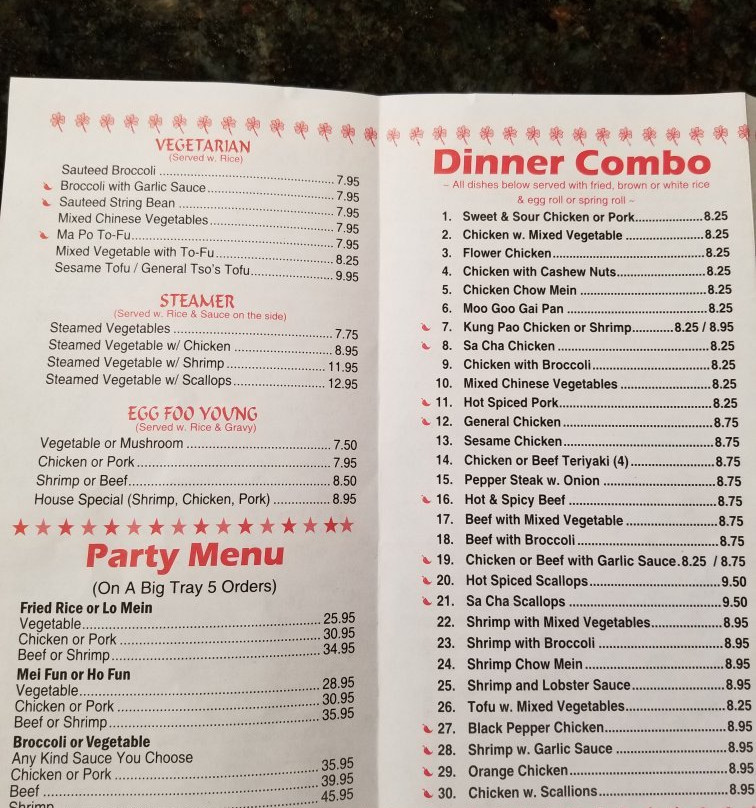 VEGETARIAN
(Served w. Rice)
Sauteed Broccoli ................ 7.95
Broccoli with Garlic Sauce................ 7.95
Sauteed String Bean ................ 7.95
Mixed Chinese Vegetables................ 7.95
Ma Po To-Fu................ 7.95
Mixed Vegetable with To-Fu................ 8.25
Sesame Tofu / General Tso's Tofu................ 9.95
STEAMER
(Served w. Rice & Sauce on the side)
Steamed Vegetables ................ 7.75
Steamed Vegetable w/ Chicken ................ 8.95
Steamed Vegetable w/ Shrimp ................ 11.95
Steamed Vegetable w/ Scallops................ 12.95
EGG FOO YOUNG
(Served w. Rice & Gravy)
Vegetable or Mushroom ................ 7.50
Chicken or Pork................ 7.95
Shrimp or Beef................ 8.50
House Special (Shrimp, Chicken, Pork) ................ 8.95
Party Menu
(On A Big Tray 5 Orders)
Fried Rice or Lo Mein
Vegetable................ 25.95
Chicken or Pork ................ 30.95
Beef or Shrimp................ 34.95
Mei Fun or Ho Fun
Vegetable................ 28.95
Chicken or Pork ................ 30.95
Beef or Shrimp................ 35.95
Broccoli or Vegetable
Any Kind Sauce You Choose
Chicken or Pork ................ 35.95
Beef ................ 39.95
Shrimp ................ 45.95
Dinner Combo
~ All dishes below served with fried, brown or white rice
& egg roll or spring roll ~
1. Sweet & Sour Chicken or Pork................8.25
2. Chicken w. Mixed Vegetable ................8.25
3. Flower Chicken................8.25
4. Chicken with Cashew Nuts................8.25
5. Chicken Chow Mein ................8.25
6. Moo Goo Gai Pan ................8.25
7. Kung Pao Chicken or Shrimp............8.25 / 8.95
8. Sa Cha Chicken ................8.25
9. Chicken with Broccoli................8.25
10. Mixed Chinese Vegetables ................8.25
11. Hot Spiced Pork................8.25
12. General Chicken................8.75
13. Sesame Chicken................8.75
14. Chicken or Beef Teriyaki (4)................8.75
15. Pepper Steak w. Onion ................8.75
16. Hot & Spicy Beef ................8.75
17. Beef with Mixed Vegetable ................8.75
18. Beef with Broccoli................8.75
19. Chicken or Beef with Garlic Sauce.8.25 / 8.75
20. Hot Spiced Scallops................9.50
21. Sa Cha Scallops ................9.50
22. Shrimp with Mixed Vegetables................8.95
23. Shrimp with Broccoli ................8.95
24. Shrimp Chow Mein ................8.95
25. Shrimp and Lobster Sauce................8.95
26. Tofu w. Mixed Vegetables................8.25
27. Black Pepper Chicken................8.95
28. Shrimp w. Garlic Sauce ................8.95
29. Orange Chicken................8.95
30. Chicken w. Scallions................8.95